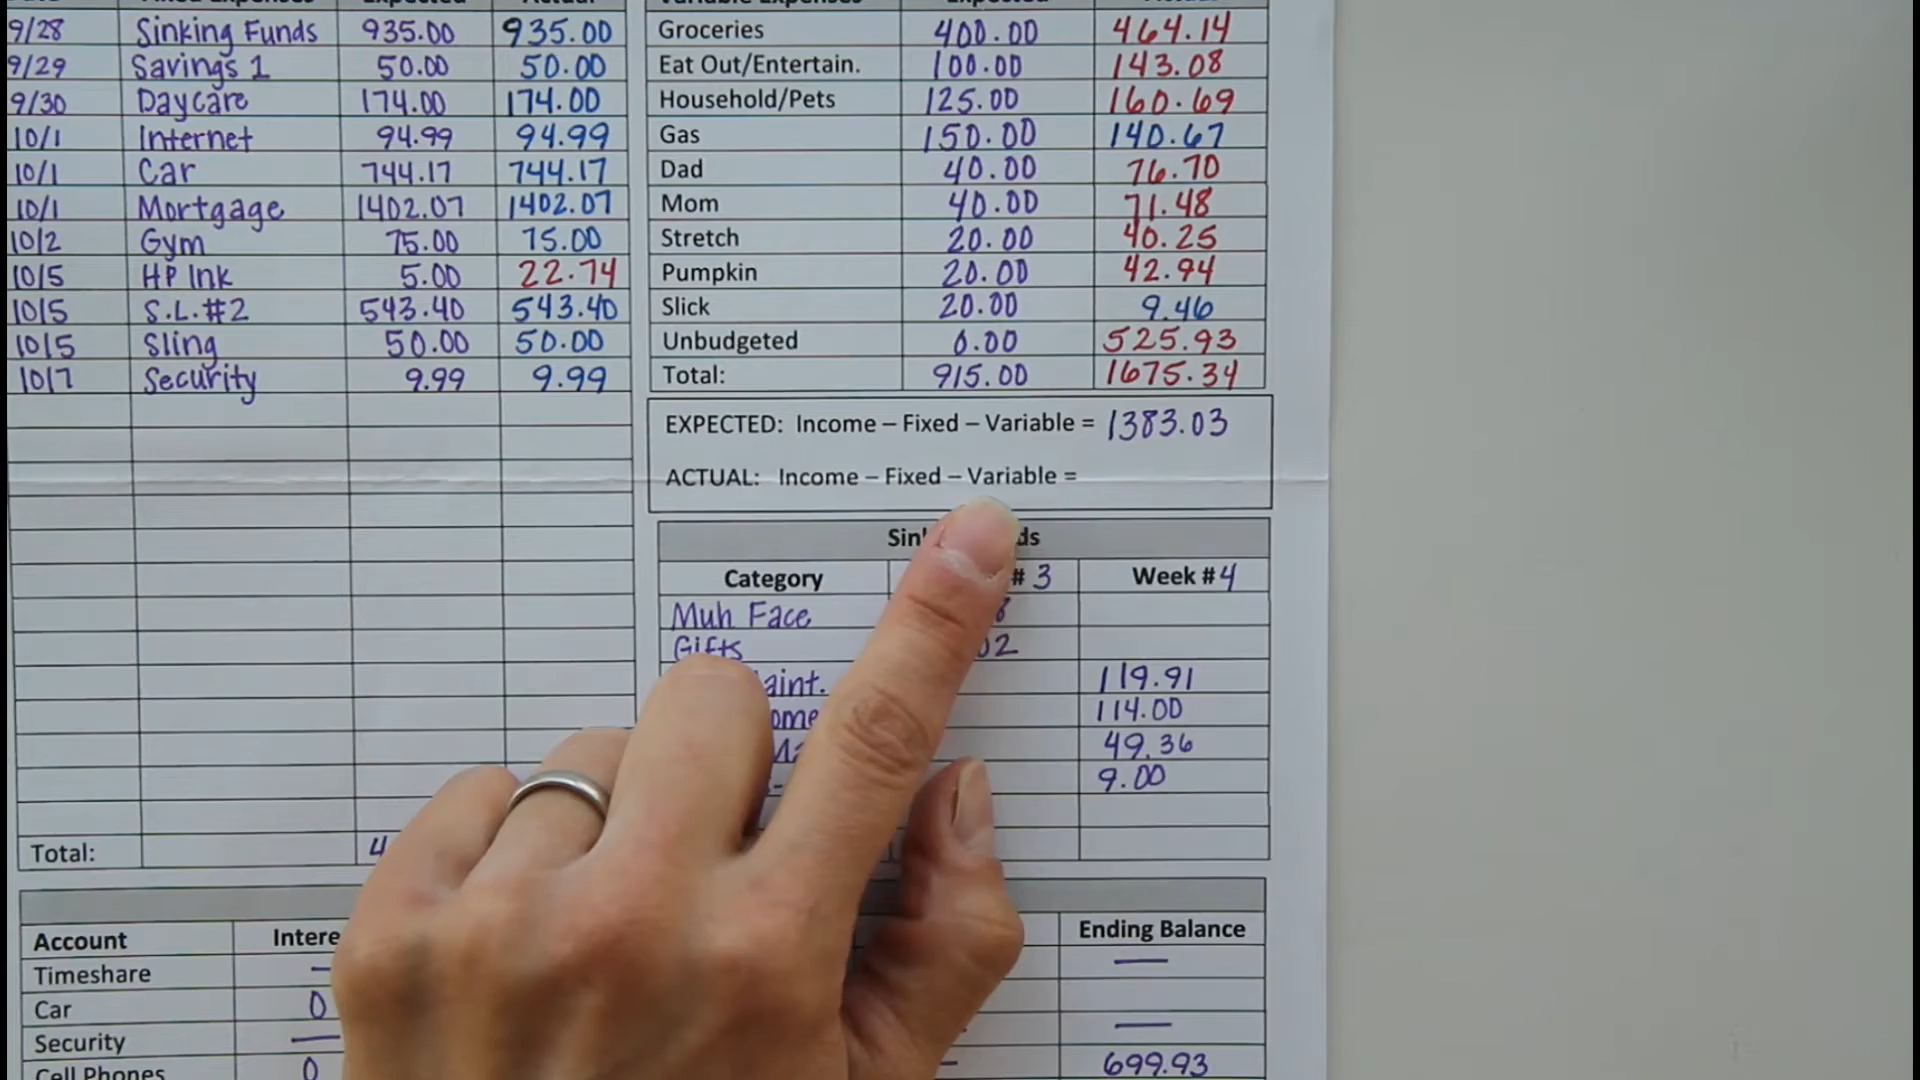 9/28 Sinking Funds 935.00 935.00
9/29 Savings 1 50.00 50.00
9/30 Daycare 174.00 174.00
10/1 Internet 94.99 94.99
10/1 Car 744.17 744.17
10/1 Mortgage 1402.07 1402.07
10/2 Gym 75.00 75.00
10/5 HP Ink 5.00 22.74
10/5 S.L.#2 543.40 543.40
10/5 Sling 50.00 50.00
10/7 Security 9.99 9.99
Total:
Groceries 400.00 464.14
Eat Out/Entertain. 100.00 143.08
Household/Pets 125.00 160.69
Gas 150.00 140.67
Dad 40.00 76.70
Mom 40.00 71.48
Stretch 20.00 40.25
Pumpkin 20.00 42.94
Slick 20.00 9.46
Unbudgeted 0.00 525.93
Total: 915.00 1675.34
EXPECTED: Income – Fixed – Variable = 1383.03
ACTUAL: Income – Fixed – Variable =
Category # 3 Week # 4
Muh Face
Gifts
119.91
114.00
49.36
9.00
Account Ending Balance
Timeshare — —
Car 0
Security — —
Cell Phones 0 699.93